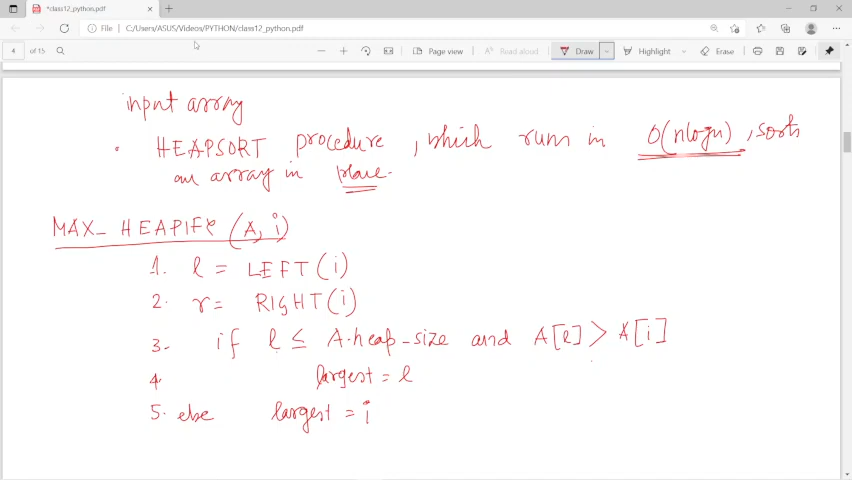 *class12_python.pdf
File
C:/Users/ASUS/Videos/PYTHON/class12_python.pdf
4 of 15
Page view
Read aloud
Draw
Highlight
Erase
input array
• HEAPSORT procedure, which runs in O(nlogn), sorts
an array in place.
MAX_HEAPIFY (A, i)
1. l = LEFT(i)
2. r = RIGHT(i)
3. if l ≤ A.heap_size and A[l] > A[i]
4 largest = l
5. else largest = i